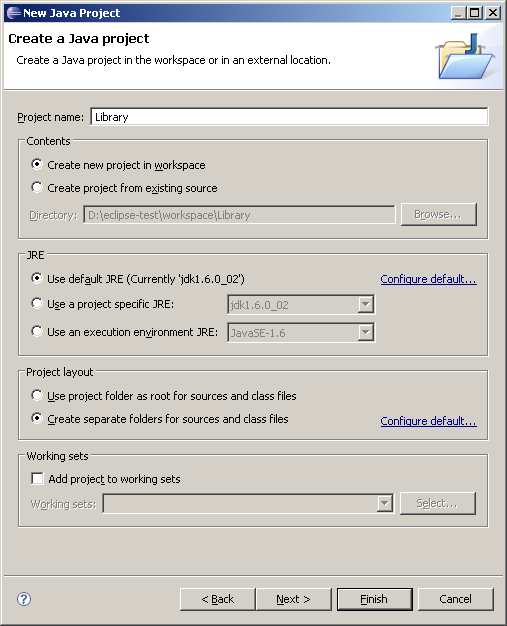 New Java Project
Create a Java project
Create a Java project in the workspace or in an external location.
Project name: Library
Contents
Create new project in workspace
Create project from existing source
Directory: D:\eclipse-test\workspace\Library Browse...
JRE
Use default JRE (Currently 'jdk1.6.0_02') Configure default...
Use a project specific JRE: jdk1.6.0_02
Use an execution environment JRE: JavaSE-1.6
Project layout
Use project folder as root for sources and class files
Create separate folders for sources and class files Configure default...
Working sets
Add project to working sets
Working sets: Select...
? < Back Next > Finish Cancel